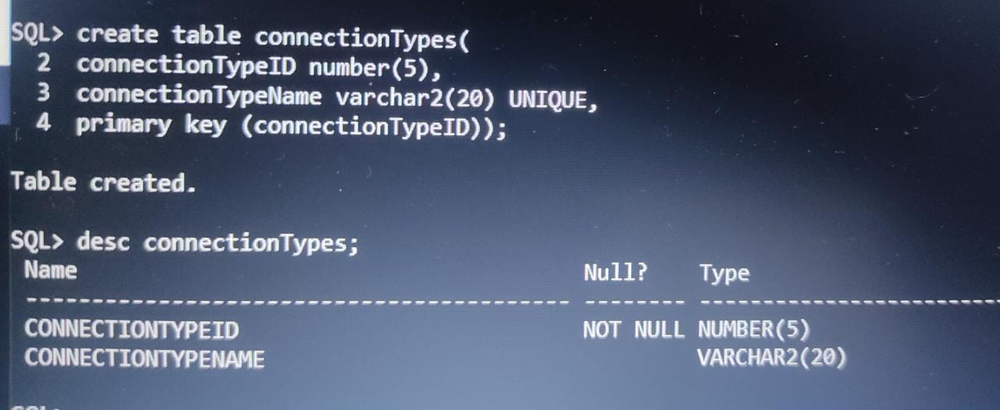 SQL> create table connectionTypes(
2 connectionTypeID number(5),
3 connectionTypeName varchar2(20) UNIQUE,
4 primary key (connectionTypeID));
Table created.
SQL> desc connectionTypes;
Name Null? Type
----------------------------------------- -------- ----------------------------
CONNECTIONTYPEID NOT NULL NUMBER(5)
CONNECTIONTYPENAME VARCHAR2(20)
SQL>